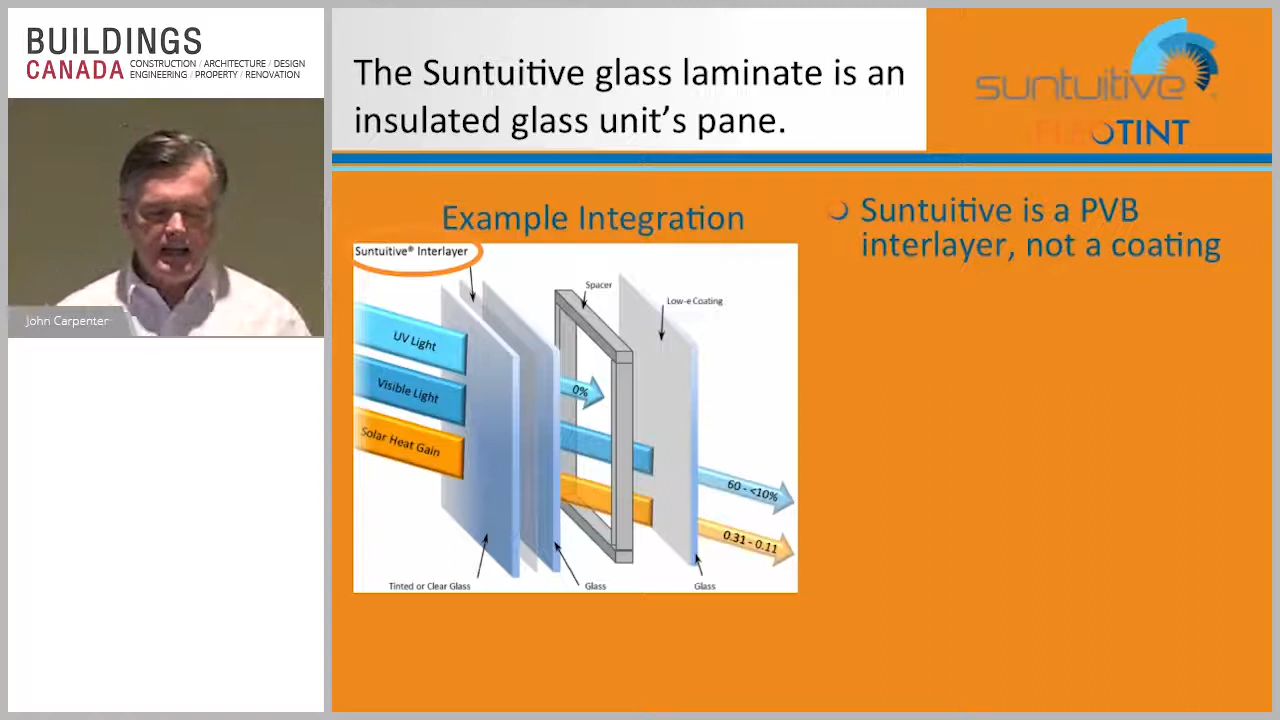 BUILDINGS
CANADA CONSTRUCTION / ARCHITECTURE / DESIGN
ENGINEERING / PROPERTY / RENOVATION
John Carpenter
The Suntuitive glass laminate is an
insulated glass unit's pane.
suntuitive
TINT
Example Integration
Suntuitive® Interlayer
Spacer
Low-e Coating
UV Light
Visible Light
Solar Heat Gain
0%
60 - <10%
0.31 - 0.11
Tinted or Clear Glass
Glass
Glass
Suntuitive is a PVB
interlayer, not a coating